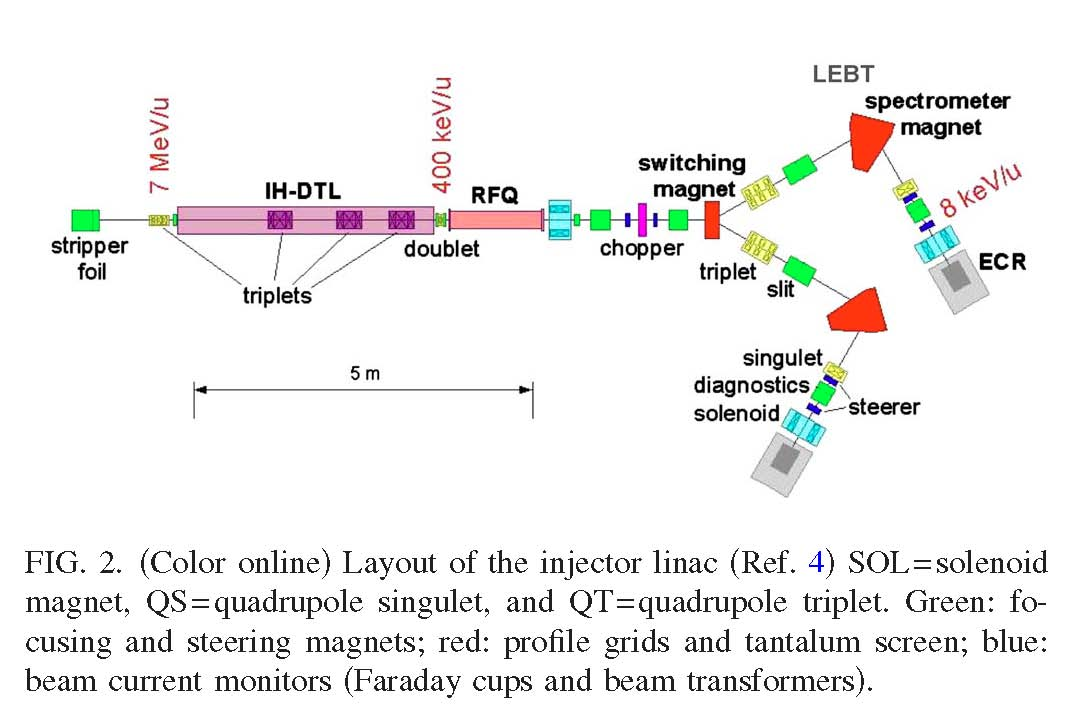 LEBT
spectrometer
magnet
7 MeV/u
400 keV/u
switching
magnet
IH-DTL
RFQ
8 keV/u
stripper
foil
doublet
chopper
triplet
slit
ECR
triplets
5 m
singulet
diagnostics
solenoid
steerer
FIG. 2. (Color online) Layout of the injector linac (Ref. 4) SOL=solenoid
magnet, QS=quadrupole singulet, and QT=quadrupole triplet. Green: fo-
cusing and steering magnets; red: profile grids and tantalum screen; blue:
beam current monitors (Faraday cups and beam transformers).